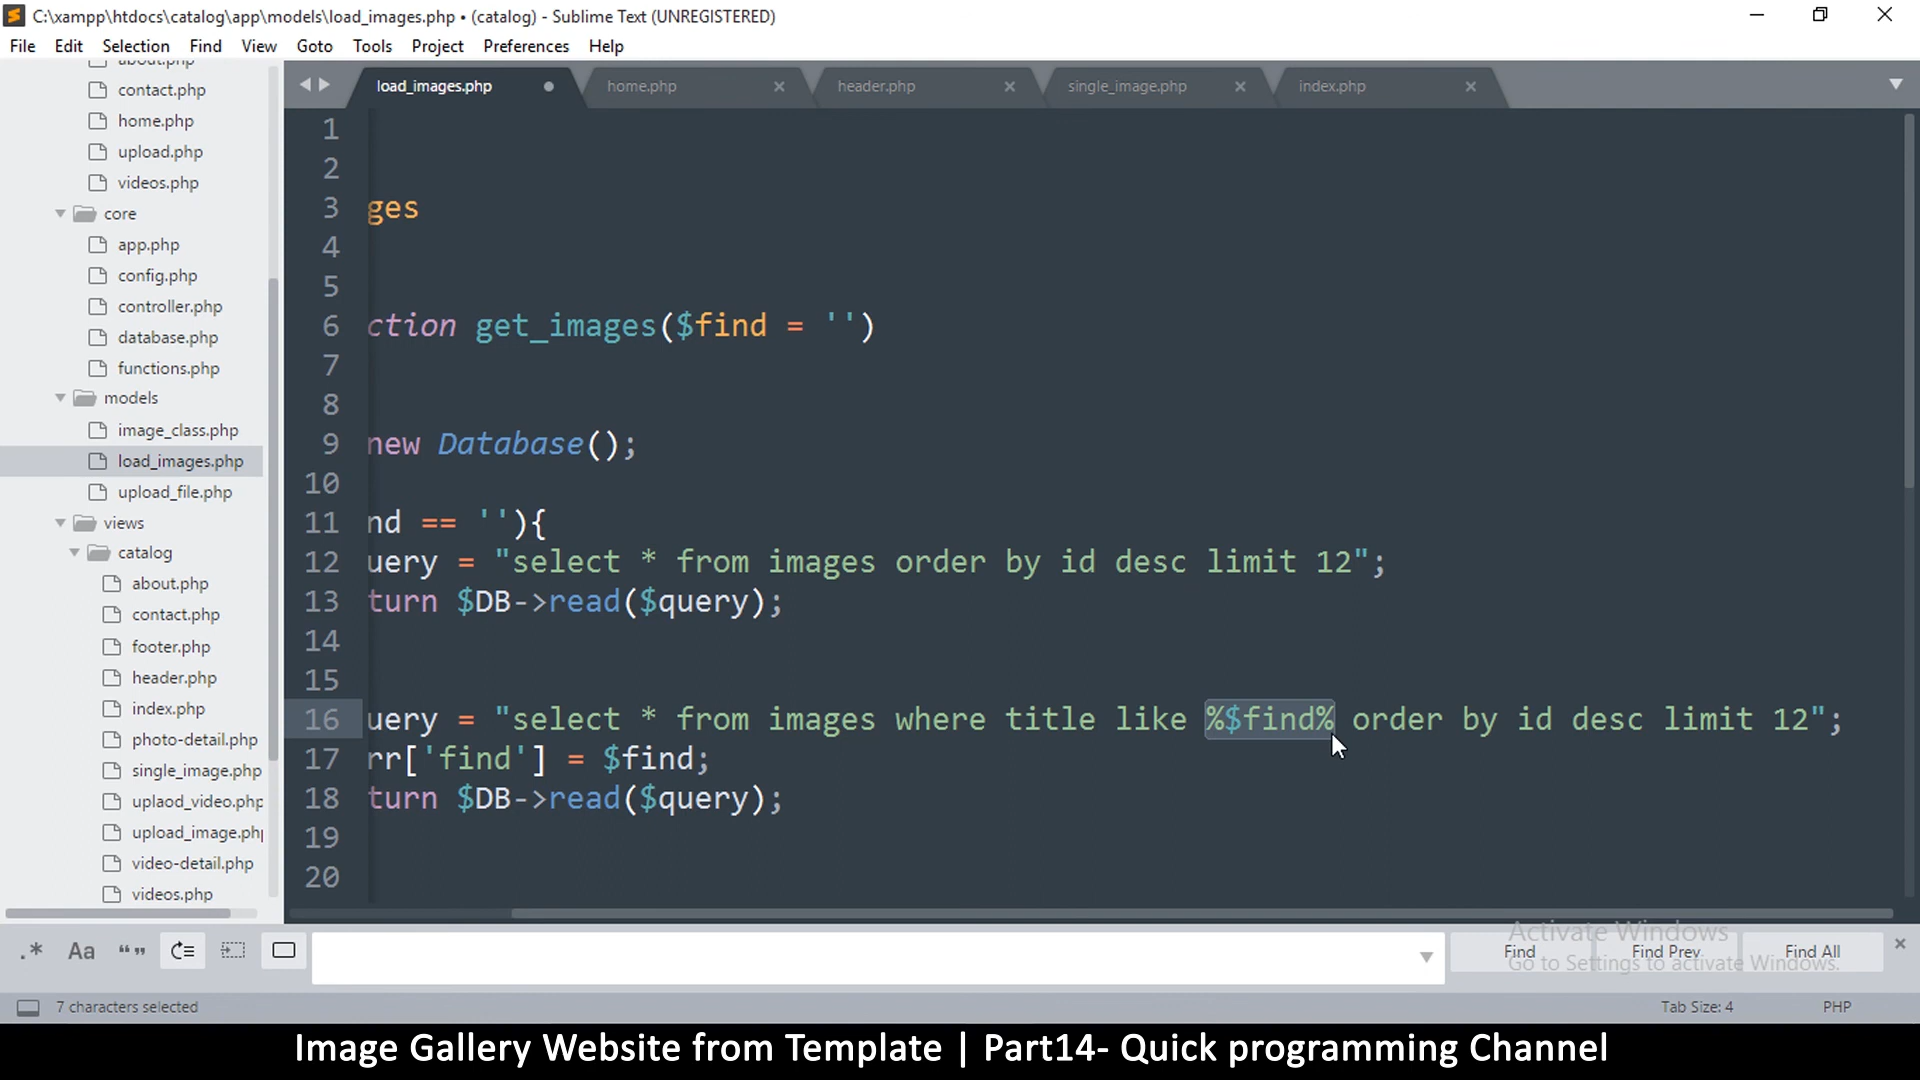 C:\xampp\htdocs\catalog\app\models\load_images.php • (catalog) - Sublime Text (UNREGISTERED)
File Edit Selection Find View Goto Tools Project Preferences Help
load_images.php home.php header.php single_image.php index.php
about.php
contact.php
home.php
upload.php
videos.php
core
app.php
config.php
controller.php
database.php
functions.php
models
image_class.php
load_images.php
upload_file.php
views
catalog
about.php
contact.php
footer.php
header.php
index.php
photo-detail.php
single_image.php
uplaod_video.php
upload_image.ph
video-detail.php
videos.php
1
2
3 ges
4
5
6 ction get_images($find = '')
7
8
9 new Database();
10
11 nd == ''){
12 uery = "select * from images order by id desc limit 12";
13 turn $DB->read($query);
14
15
16 uery = "select * from images where title like %$find% order by id desc limit 12";
17 rr['find'] = $find;
18 turn $DB->read($query);
19
20
Activate Windows
Go to Settings to activate Windows.
.* Aa “ ”
Find Find Prev Find All
7 characters selected
Tab Size: 4 PHP
Image Gallery Website from Template | Part14- Quick programming Channel